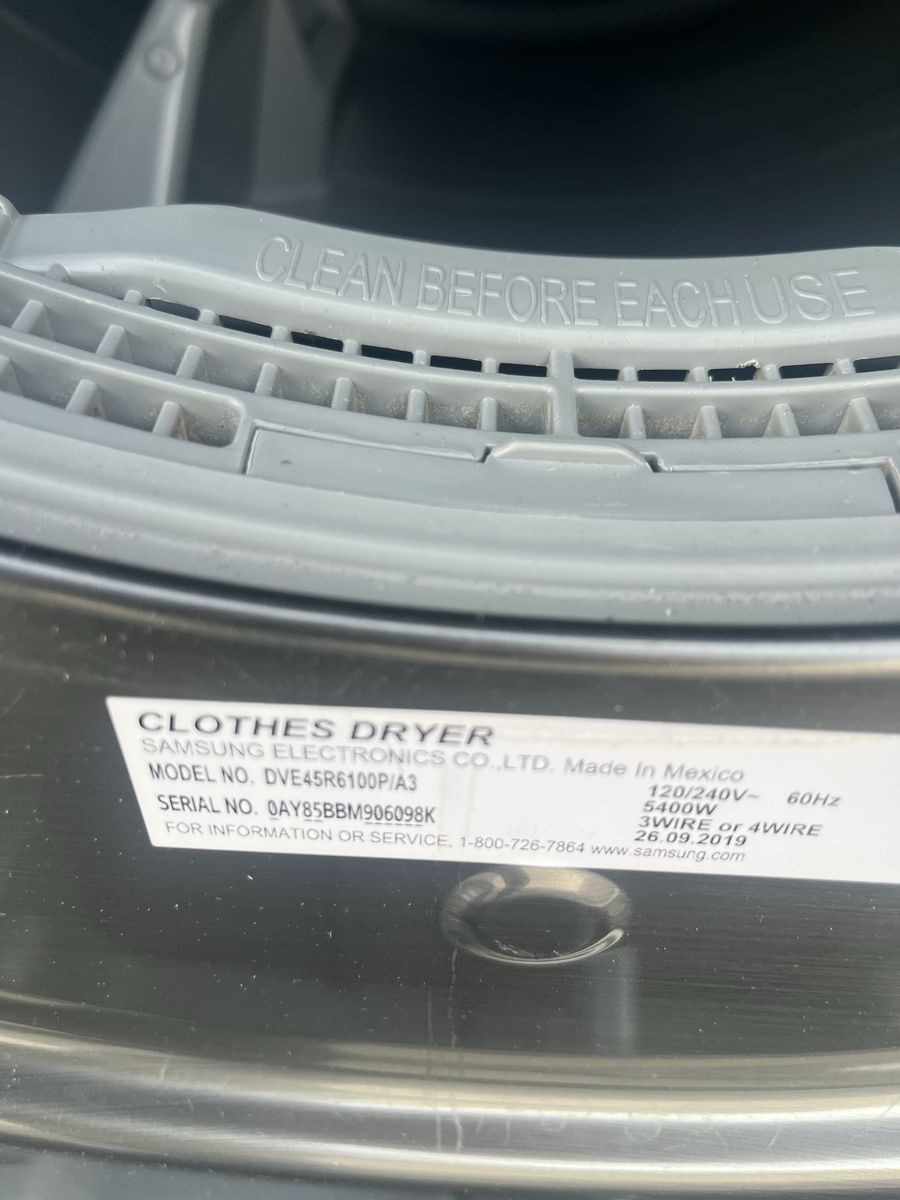 CLEAN BEFORE EACH USE
CLOTHES DRYER
SAMSUNG ELECTRONICS CO.,LTD. Made In Mexico
MODEL NO. DVE45R6100P/A3
120/240V~ 60Hz
5400W
SERIAL NO. 0AY85BBM906098K
3WIRE or 4WIRE
26.09.2019
FOR INFORMATION OR SERVICE, 1-800-726-7864 www.samsung.com